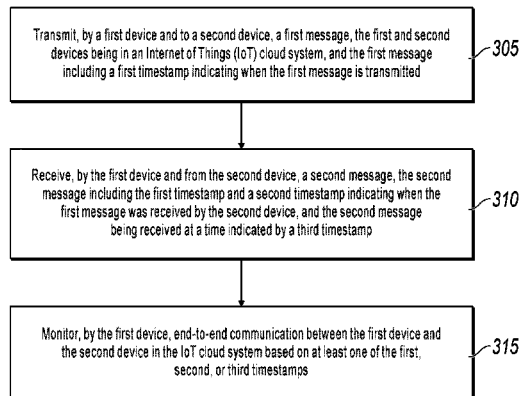 Transmit, by a first device and to a second device, a first message, the first and second
devices being in an Internet of Things (IoT) cloud system, and the first message
including a first timestamp indicating when the first message is transmitted
305
Receive, by the first device and from the second device, a second message, the second
message including the first timestamp and a second timestamp indicating when the
first message was received by the second device, and the second message
being received at a time indicated by a third timestamp
310
Monitor, by the first device, end-to-end communication between the first device and
the second device in the IoT cloud system based on at least one of the first,
second, or third timestamps
315